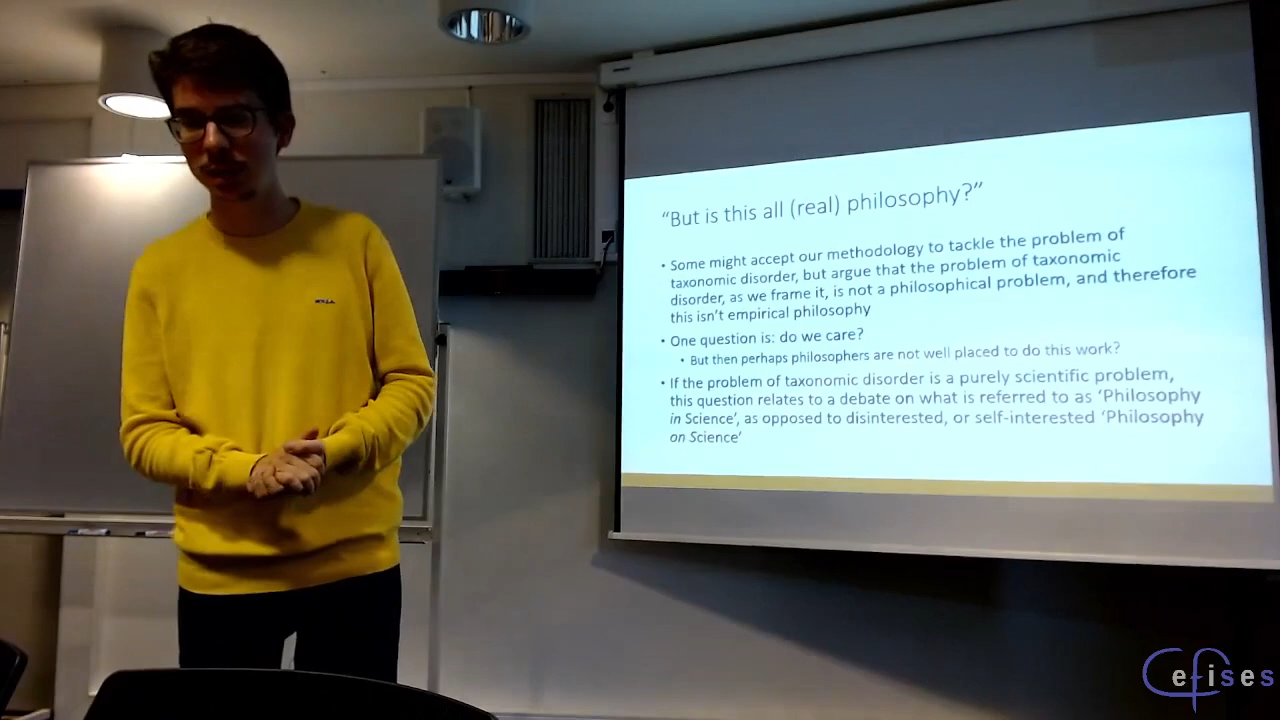 “But is this all (real) philosophy?”
• Some might accept our methodology to tackle the problem of
taxonomic disorder, but argue that the problem of taxonomic
disorder, as we frame it, is not a philosophical problem, and therefore
this isn’t empirical philosophy
• One question is: do we care?
• But then perhaps philosophers are not well placed to do this work?
• If the problem of taxonomic disorder is a purely scientific problem,
this question relates to a debate on what is referred to as ‘Philosophy
in Science’, as opposed to disinterested, or self-interested ‘Philosophy
on Science’
Cefises